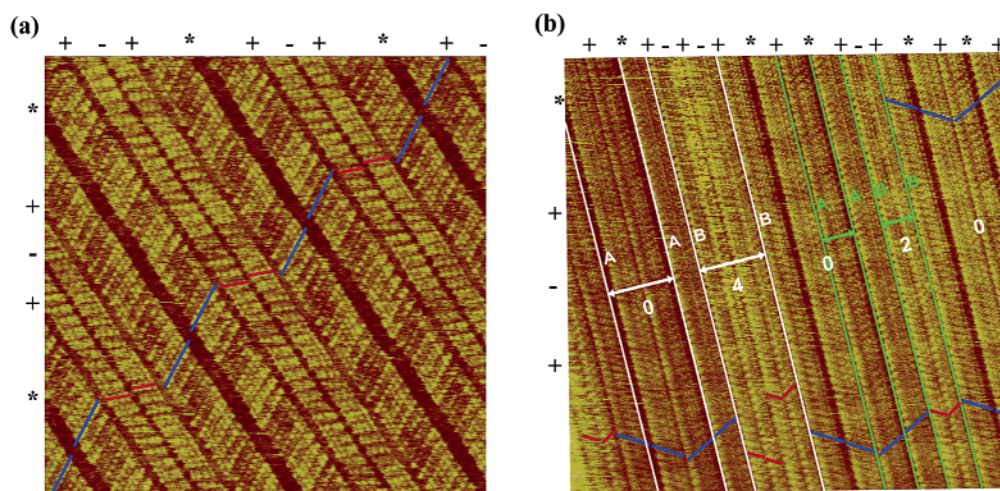 (a)
+ - + * + - + * + -
*
+
-
+
*
(b)
+ * + - + - + * + * + - + * + * +
*
+
-
+
A
A
B
B
0
4
A
A
B
B
0
2
0